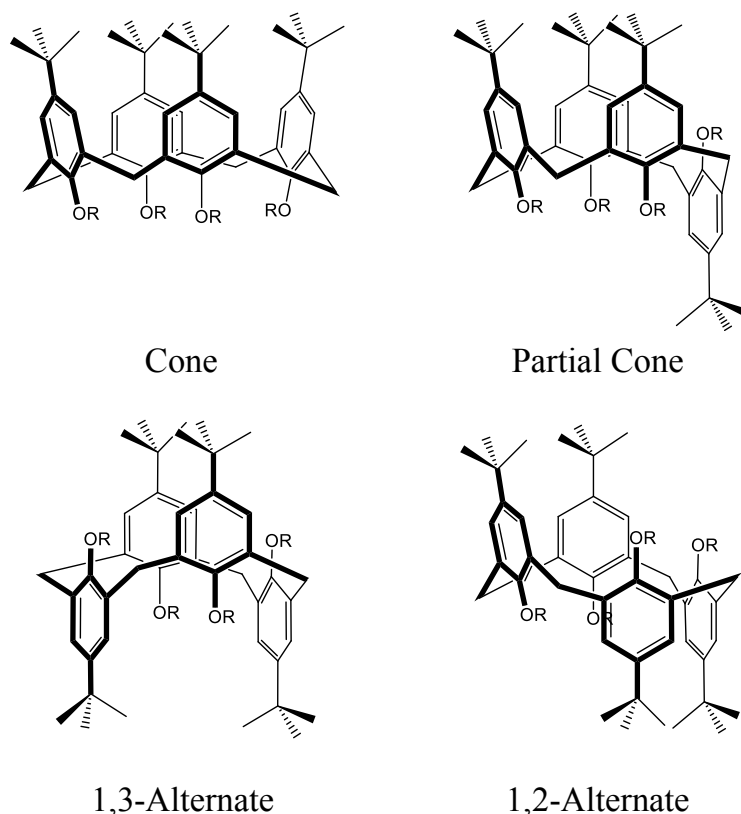 OR OR OR RO
Cone
OR
OR OR OR
Partial Cone
OR OR
OR OR
1,3-Alternate
OR OR
OR OR
1,2-Alternate